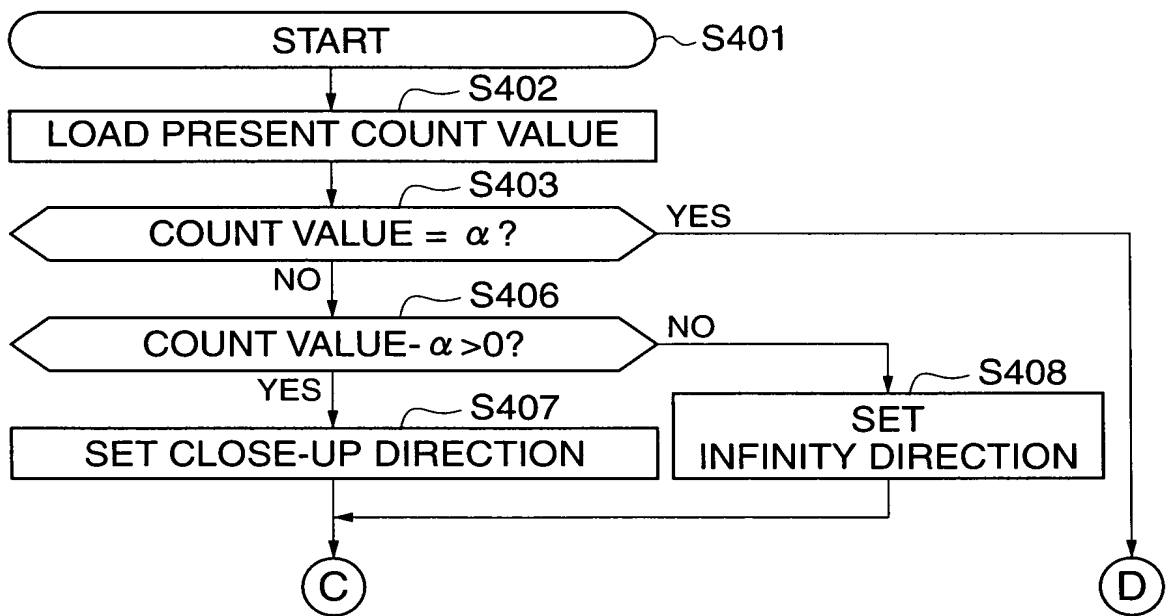 START
S401
S402
LOAD PRESENT COUNT VALUE
S403
COUNT VALUE = α ?
YES
NO
S406
COUNT VALUE- α >0?
NO
YES
S408
S407
SET
INFINITY DIRECTION
SET CLOSE-UP DIRECTION
C
D